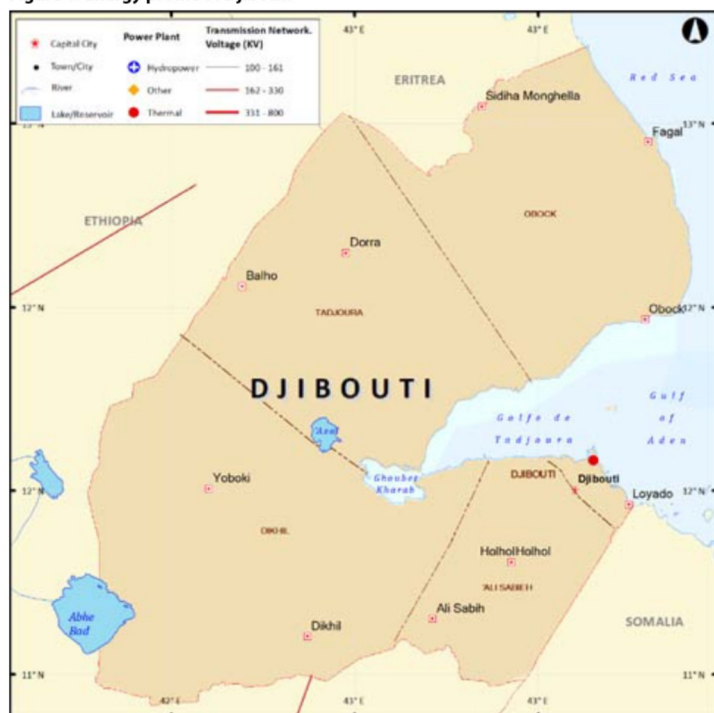 Capital City
Town/City
River
Lake/Reservoir
Power Plant
Hydropower
Other
Thermal
Transmission Network.
Voltage (KV)
100 - 161
162 - 330
331 - 800
43° E
43° E
ERITREA
Red Sea
Sidiha Monghella
13° N
13° N
Fagal
ETHIOPIA
OBOCK
Dorra
Balho
12° N
TADJOURA
Obock
12° N
DJIBOUTI
Golfe de
Tadjoura
Gulf
of
Aden
'Asal
Ghoubet
Kharab
DJIBOUTI
Djibouti
Yoboki
12° N
12° N
Loyado
DIKHIL
HolholHolhol
'ALI SABIEH
Abhe
Bad
Dikhil
Ali Sabih
SOMALIA
11° N
11° N
42° E
43° E
43° E